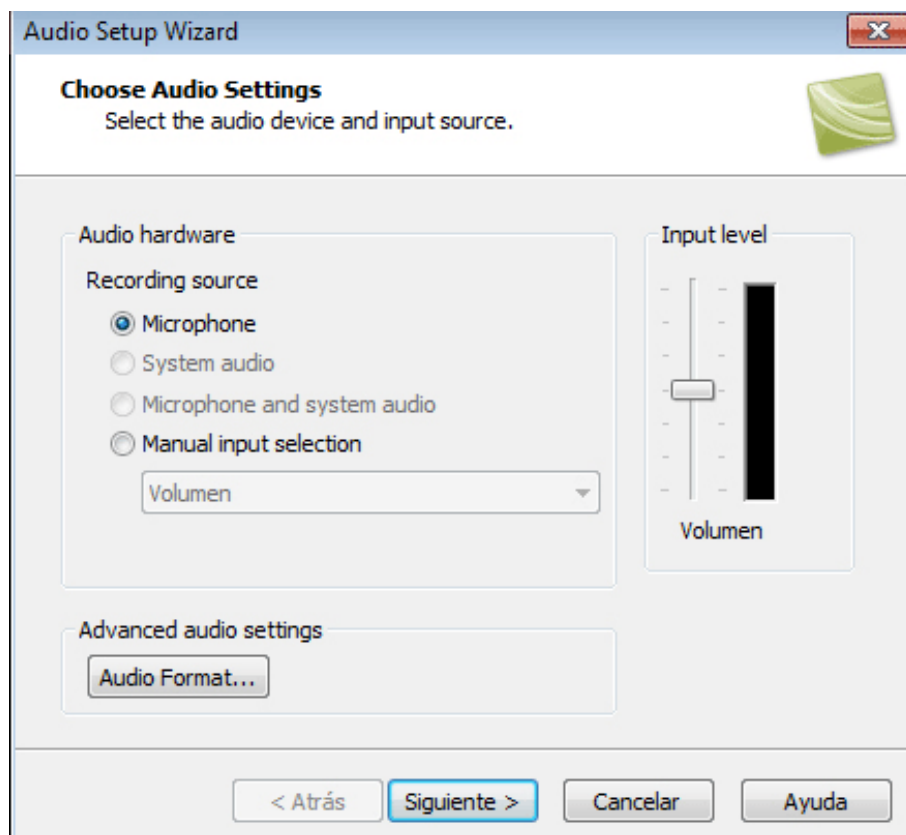 Audio Setup Wizard
Choose Audio Settings
Select the audio device and input source.
Audio hardware
Recording source
Microphone
System audio
Microphone and system audio
Manual input selection
Volumen
Input level
Volumen
Advanced audio settings
Audio Format...
< Atrás
Siguiente >
Cancelar
Ayuda